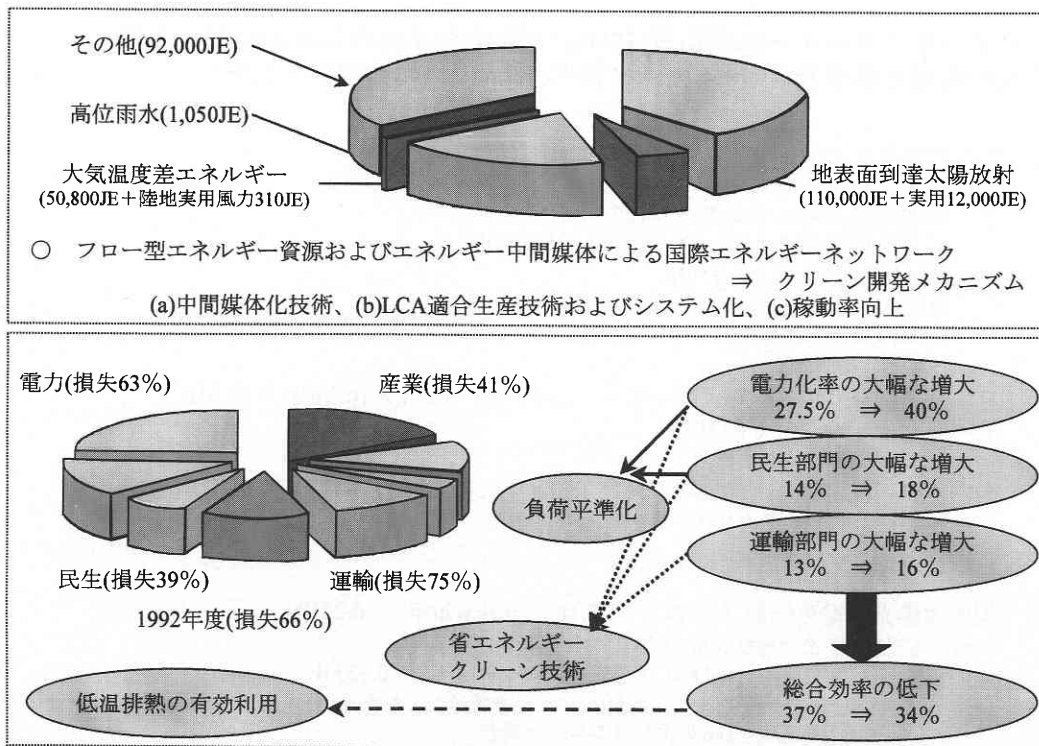 その他(92,000JE)
高位雨水(1,050JE)
大気温度差エネルギー
(50,800JE＋陸地実用風力310JE)
地表面到達太陽放射
(110,000JE＋実用12,000JE)
○　フロー型エネルギー資源およびエネルギー中間媒体による国際エネルギーネットワーク
⇒　クリーン開発メカニズム
(a)中間媒体化技術、(b)LCA適合生産技術およびシステム化、(c)稼動率向上
電力(損失63%)
産業(損失41%)
民生(損失39%)
運輸(損失75%)
1992年度(損失66%)
電力化率の大幅な増大
27.5%　⇒　40%
民生部門の大幅な増大
14%　⇒　18%
運輸部門の大幅な増大
13%　⇒　16%
負荷平準化
省エネルギー
クリーン技術
総合効率の低下
37%　⇒　34%
低温排熱の有効利用